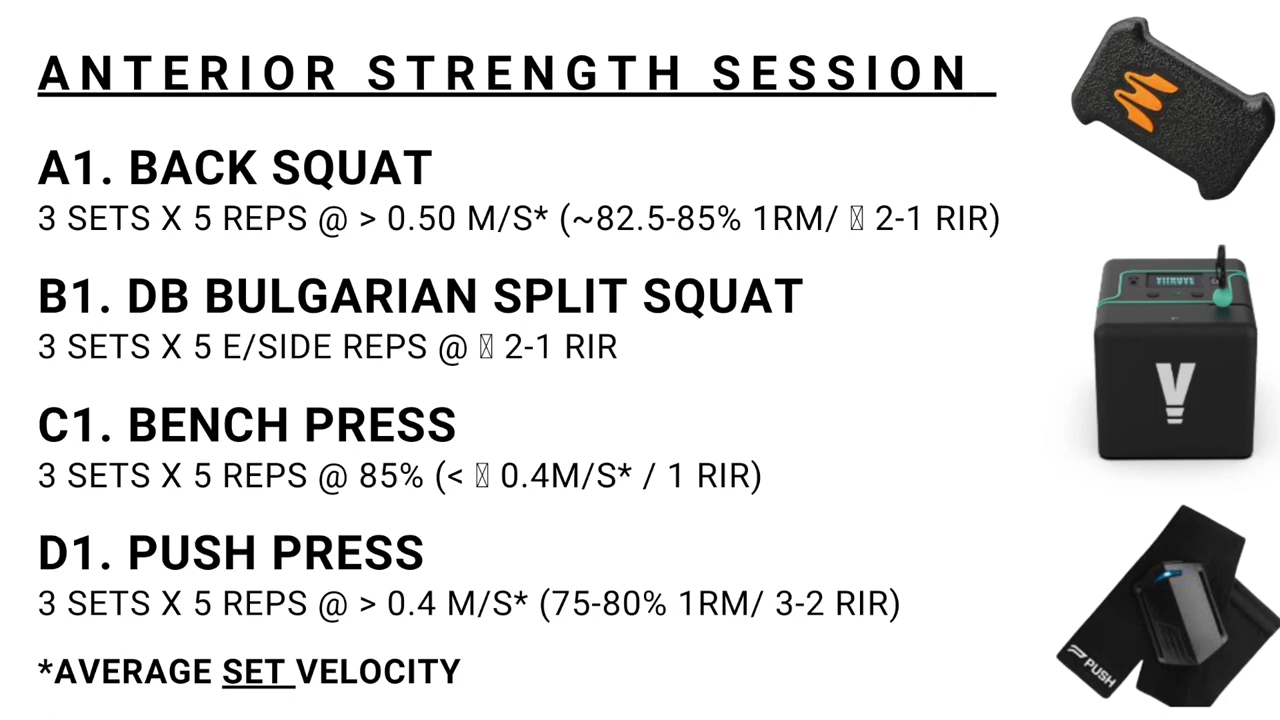 ANTERIOR STRENGTH SESSION
A1. BACK SQUAT
3 SETS X 5 REPS @ > 0.50 M/S* (~82.5-85% 1RM/ 2-1 RIR)
B1. DB BULGARIAN SPLIT SQUAT
3 SETS X 5 E/SIDE REPS @ 2-1 RIR
C1. BENCH PRESS
3 SETS X 5 REPS @ 85% (< 0.4M/S* / 1 RIR)
D1. PUSH PRESS
3 SETS X 5 REPS @ > 0.4 M/S* (75-80% 1RM/ 3-2 RIR)
*AVERAGE SET VELOCITY
PUSH